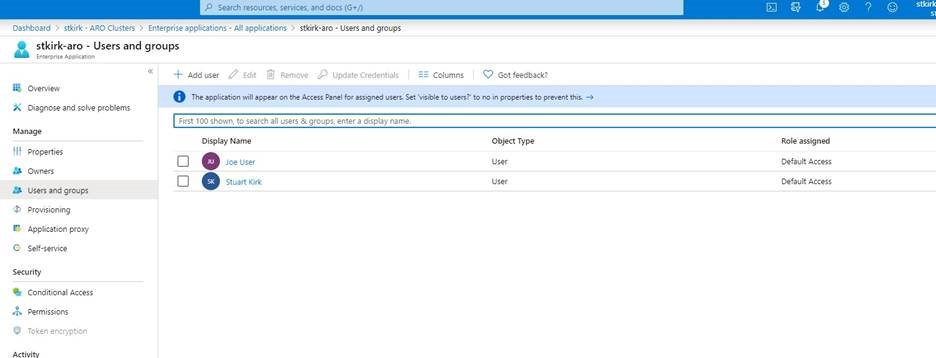 Search resources, services, and docs (G+/)
1
stkirk
st
Dashboard > stkirk - ARO Clusters > Enterprise applications - All applications > stkirk-aro - Users and groups
stkirk-aro - Users and groups
Enterprise Application
«
Overview
Diagnose and solve problems
Manage
Properties
Owners
Users and groups
Provisioning
Application proxy
Self-service
Security
Conditional Access
Permissions
Token encryption
Activity
+ Add user Edit Remove Update Credentials Columns Got feedback?
The application will appear on the Access Panel for assigned users. Set 'visible to users?' to no in properties to prevent this. →
First 100 shown, to search all users & groups, enter a display name.
Display Name Object Type Role assigned
JU Joe User User Default Access
SK Stuart Kirk User Default Access